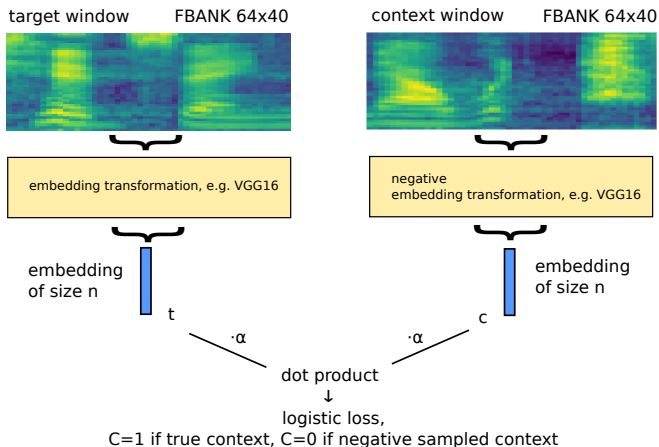 target window FBANK 64x40
context window FBANK 64x40
embedding transformation, e.g. VGG16
negative
embedding transformation, e.g. VGG16
embedding
of size n
embedding
of size n
t
c
·α
·α
dot product
↓
logistic loss,
C=1 if true context, C=0 if negative sampled context